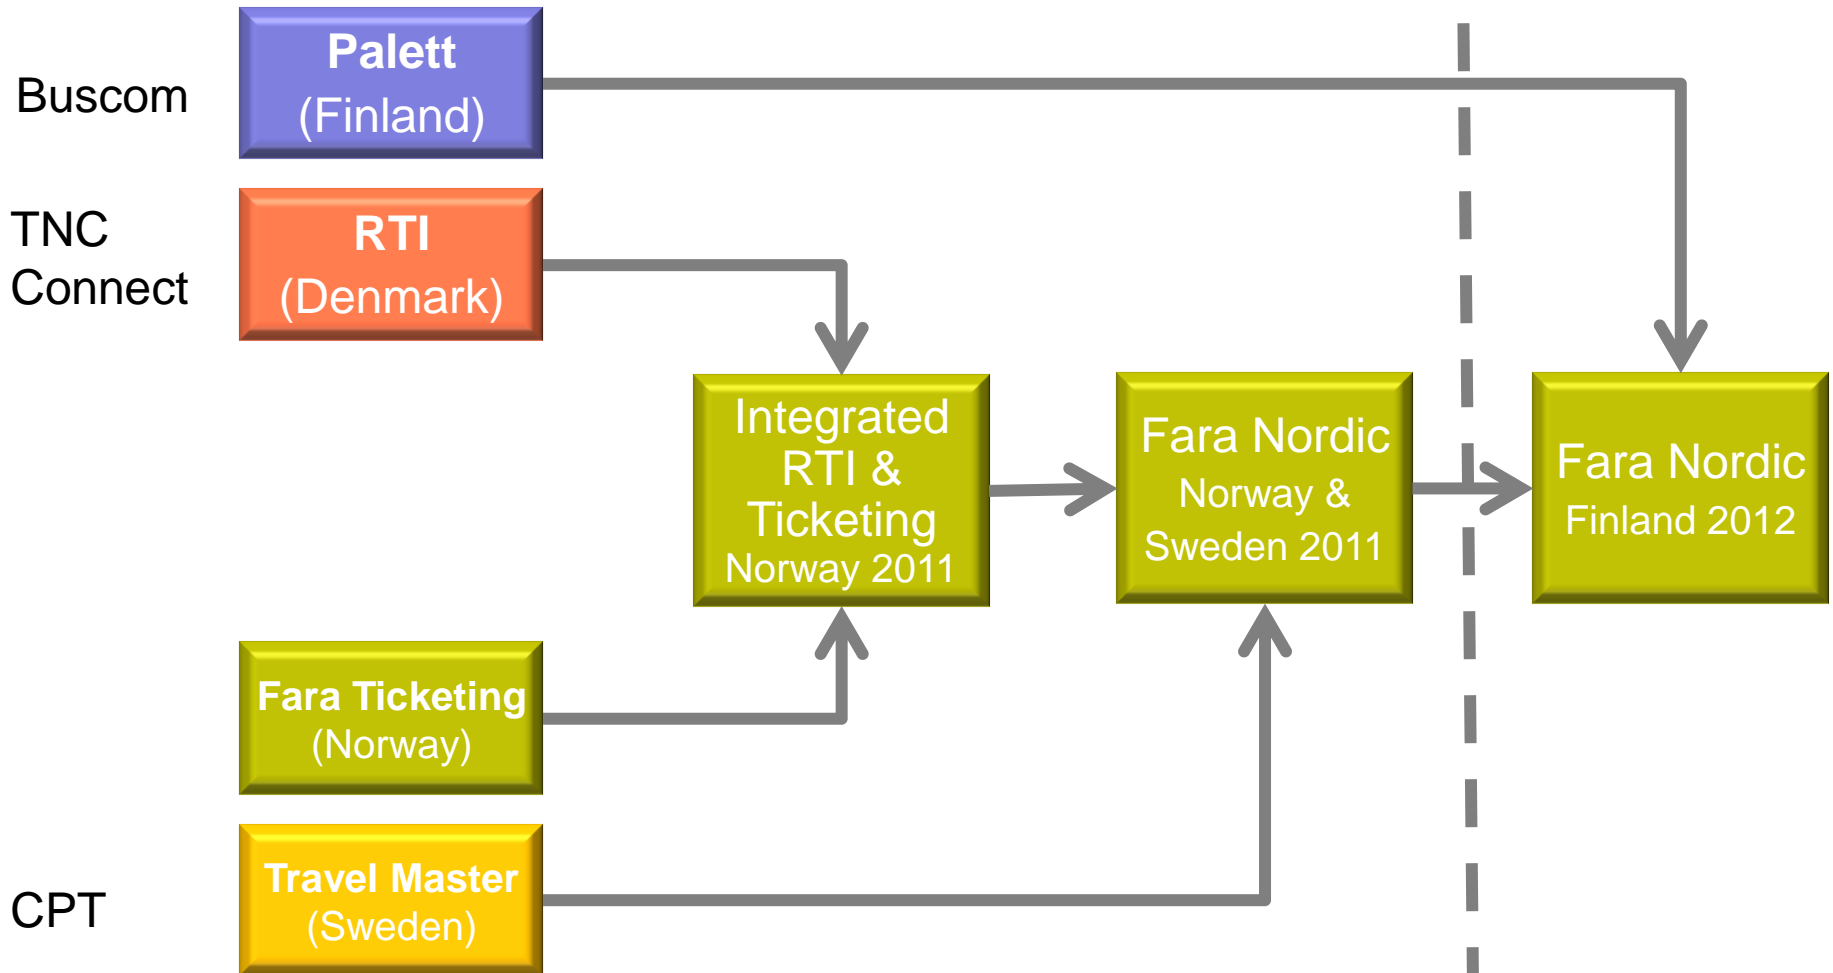 Buscom
Palett
(Finland)
TNC
Connect
RTI
(Denmark)
Integrated
RTI &
Ticketing
Norway 2011
Fara Nordic
Norway &
Sweden 2011
Fara Nordic
Finland 2012
Fara Ticketing
(Norway)
CPT
Travel Master
(Sweden)